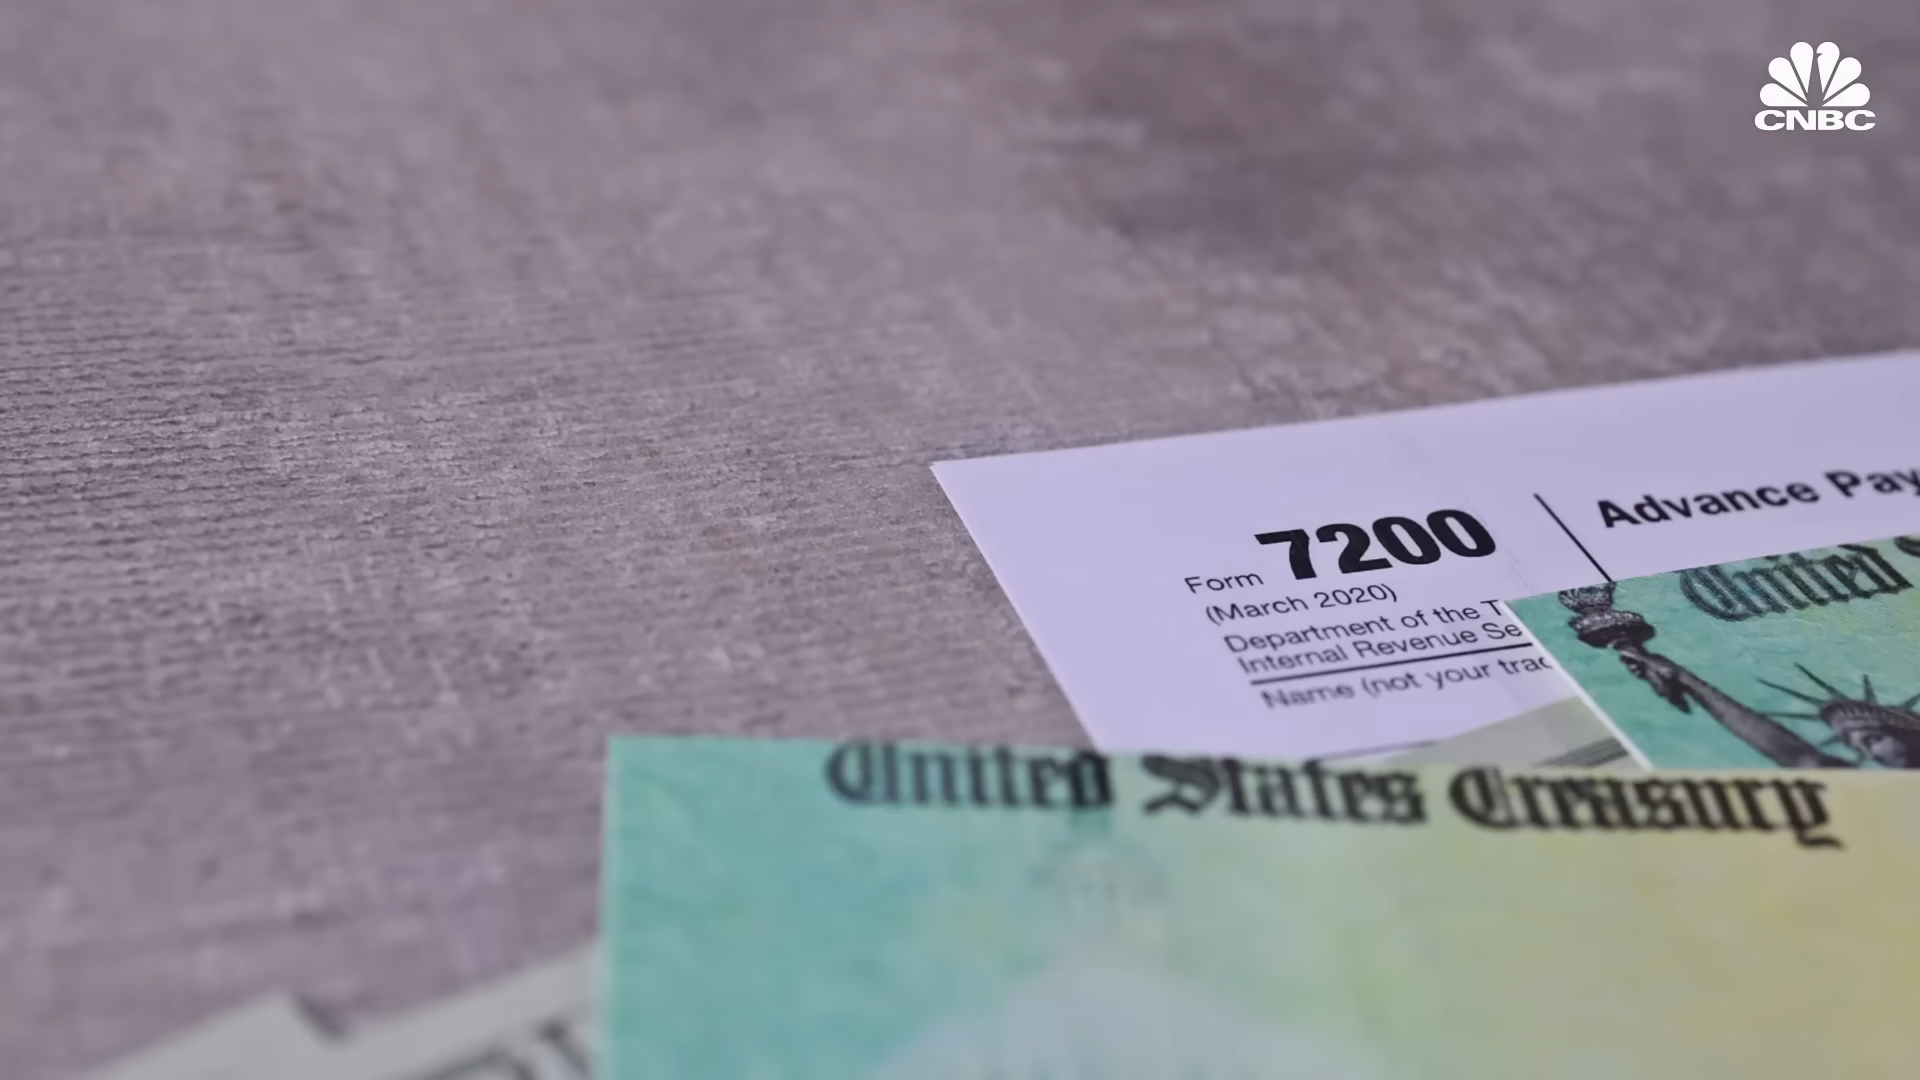 CNBC
Form 7200
(March 2020)
Department of the T
Internal Revenue Se
Name (not your trad
Advance Pay
United S
United States Treasury